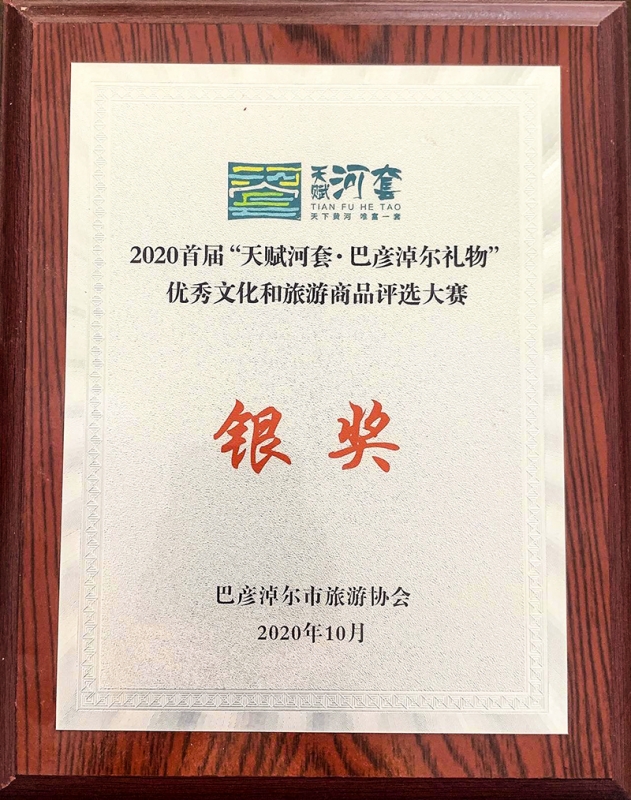 天赋河套
TIAN FU HE TAO
天下黄河 唯富一套
2020首届“天赋河套·巴彦淖尔礼物”
优秀文化和旅游商品评选大赛
银奖
巴彦淖尔市旅游协会
2020年10月